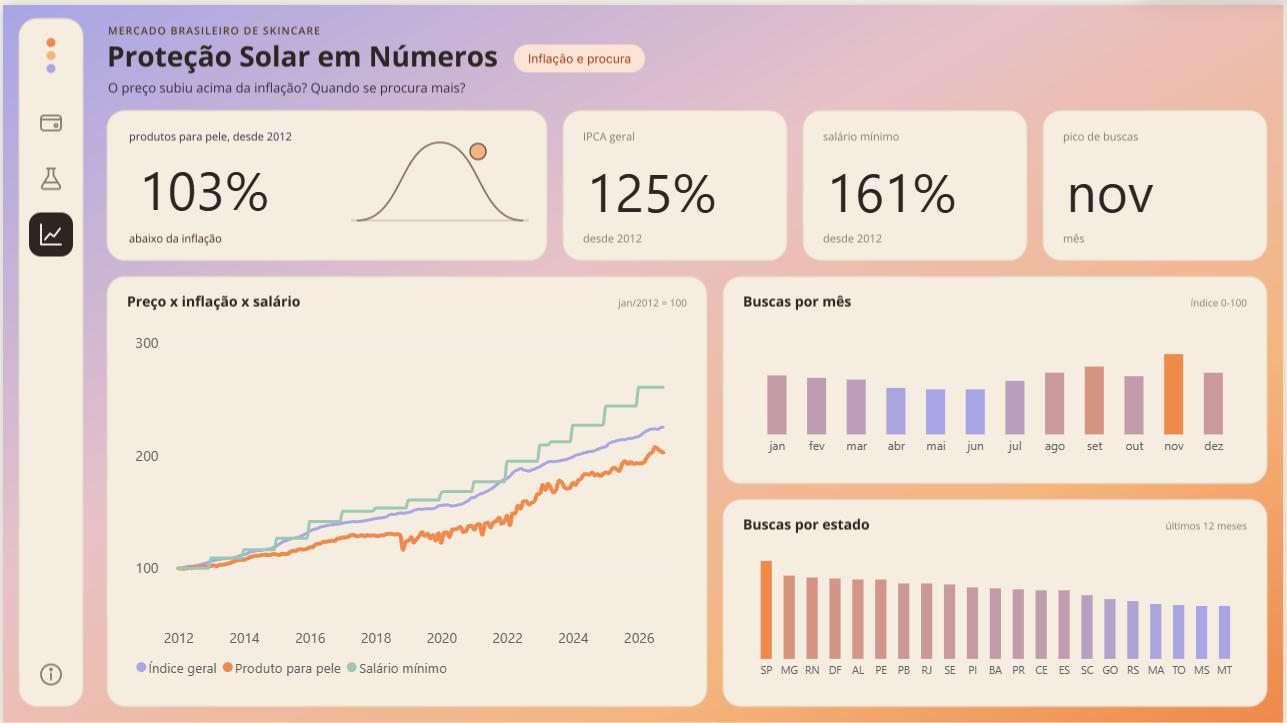 MERCADO BRASILEIRO DE SKINCARE
Proteção Solar em Números
Inflação e procura
O preço subiu acima da inflação? Quando se procura mais?
produtos para pele, desde 2012
103%
abaixo da inflação
IPCA geral
125%
desde 2012
salário mínimo
161%
desde 2012
pico de buscas
nov
mês
Preço x inflação x salário
jan/2012 = 100
300
200
100
2012 2014 2016 2018 2020 2022 2024 2026
Índice geral Produto para pele Salário mínimo
Buscas por mês
índice 0-100
jan fev mar abr mai jun jul ago set out nov dez
Buscas por estado
últimos 12 meses
SP MG RN DF AL PE PB RJ SE PI BA PR CE ES SC GO RS MA TO MS MT